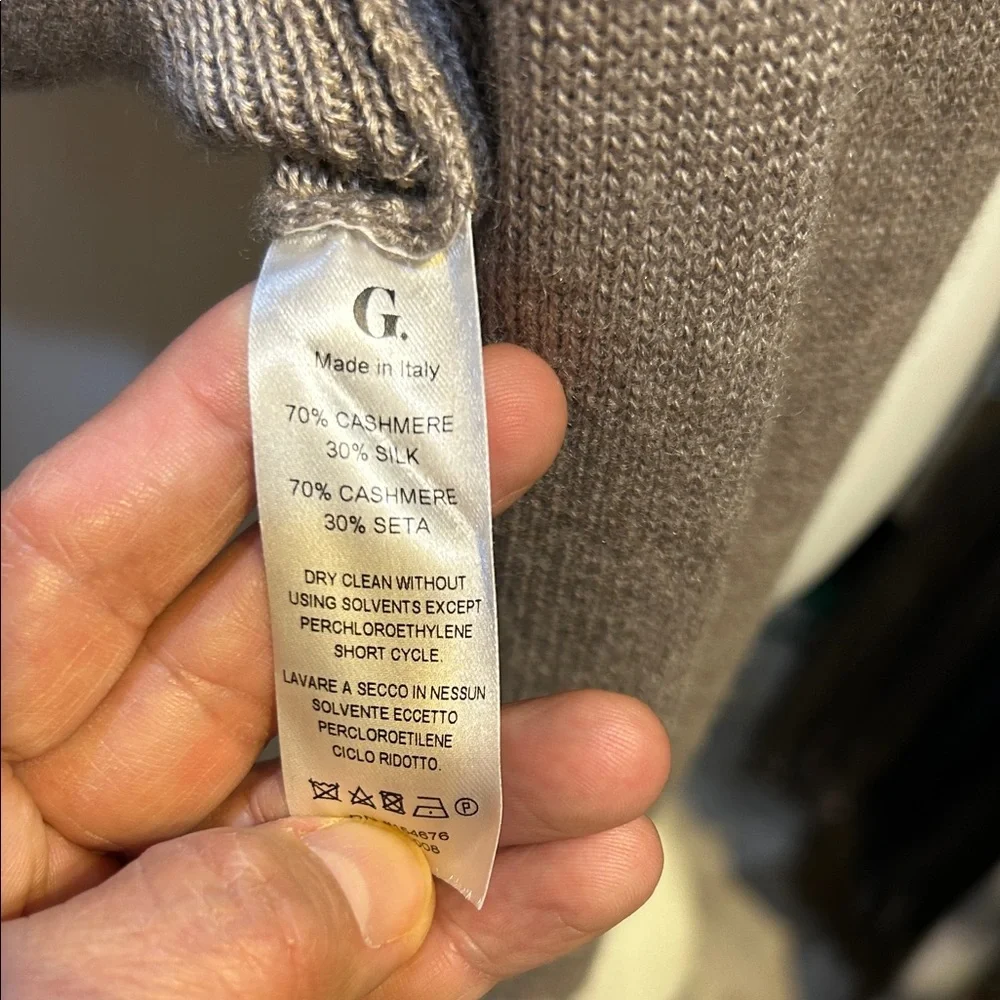 G.
Made in Italy
70% CASHMERE
30% SILK
70% CASHMERE
30% SETA
DRY CLEAN WITHOUT
USING SOLVENTS EXCEPT
PERCHLOROETHYLENE
SHORT CYCLE.
LAVARE A SECCO IN NESSUN
SOLVENTE ECCETTO
PERCLOROETILENE
CICLO RIDOTTO.
P